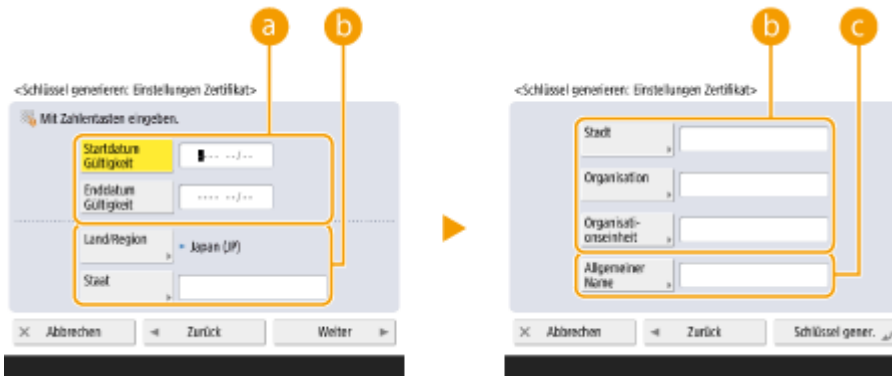 a b
<Schlüssel generieren: Einstellungen Zertifikat>
Mit Zahlentasten eingeben.
Startdatum
Gültigkeit
---- --/--
Enddatum
Gültigkeit
---- --/--
Land/Region
Japan (JP)
Staat
Abbrechen Zurück Weiter
b c
<Schlüssel generieren: Einstellungen Zertifikat>
Stadt
Organisation
Organisati-
onseinheit
Allgemeiner
Name
Abbrechen Zurück Schlüssel gener.